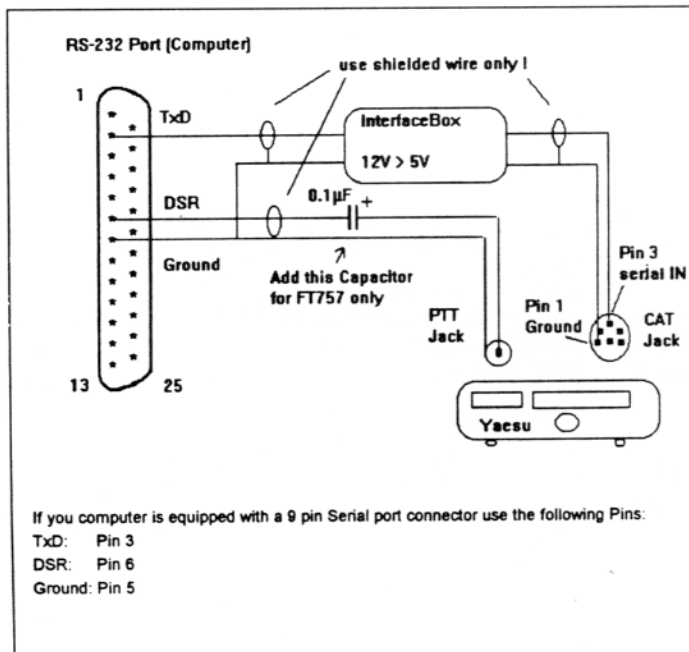 RS-232 Port (Computer)
use shielded wire only !
1
TxD
InterfaceBox
12V > 5V
DSR
0.1µF +
Ground
Add this Capacitor
for FT757 only
Pin 3
serial IN
Pin 1
Ground
PTT
Jack
CAT
Jack
13 25
Yaesu
If you computer is equipped with a 9 pin Serial port connector use the following Pins:
TxD: Pin 3
DSR: Pin 6
Ground: Pin 5